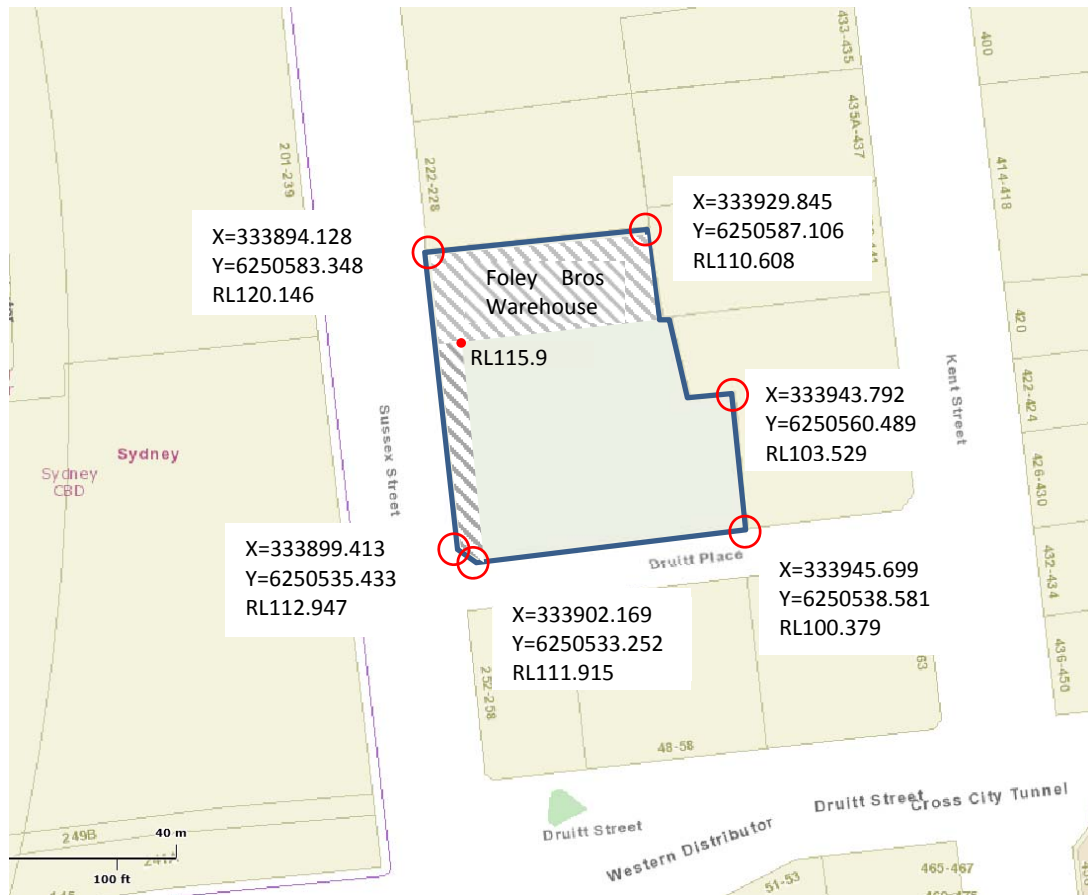 433-435
400
435A-437
201-239
222-228
414-418
X=333929.845
Y=6250587.106
RL110.608
X=333894.128
Y=6250583.348
RL120.146
Foley Bros
Warehouse
420
RL115.9
422-424
Kent Street
X=333943.792
Y=6250560.489
RL103.529
Sussex Street
Sydney
Sydney
CBD
426-430
X=333899.413
Y=6250535.433
RL112.947
Druitt Place
432-434
X=333945.699
Y=6250538.581
RL100.379
X=333902.169
Y=6250533.252
RL111.915
436-450
63
252-258
48-58
Druitt Street
Cross City Tunnel
Druitt Street
Western Distributor
249B
40 m
241A
100 ft
51-53
465-467